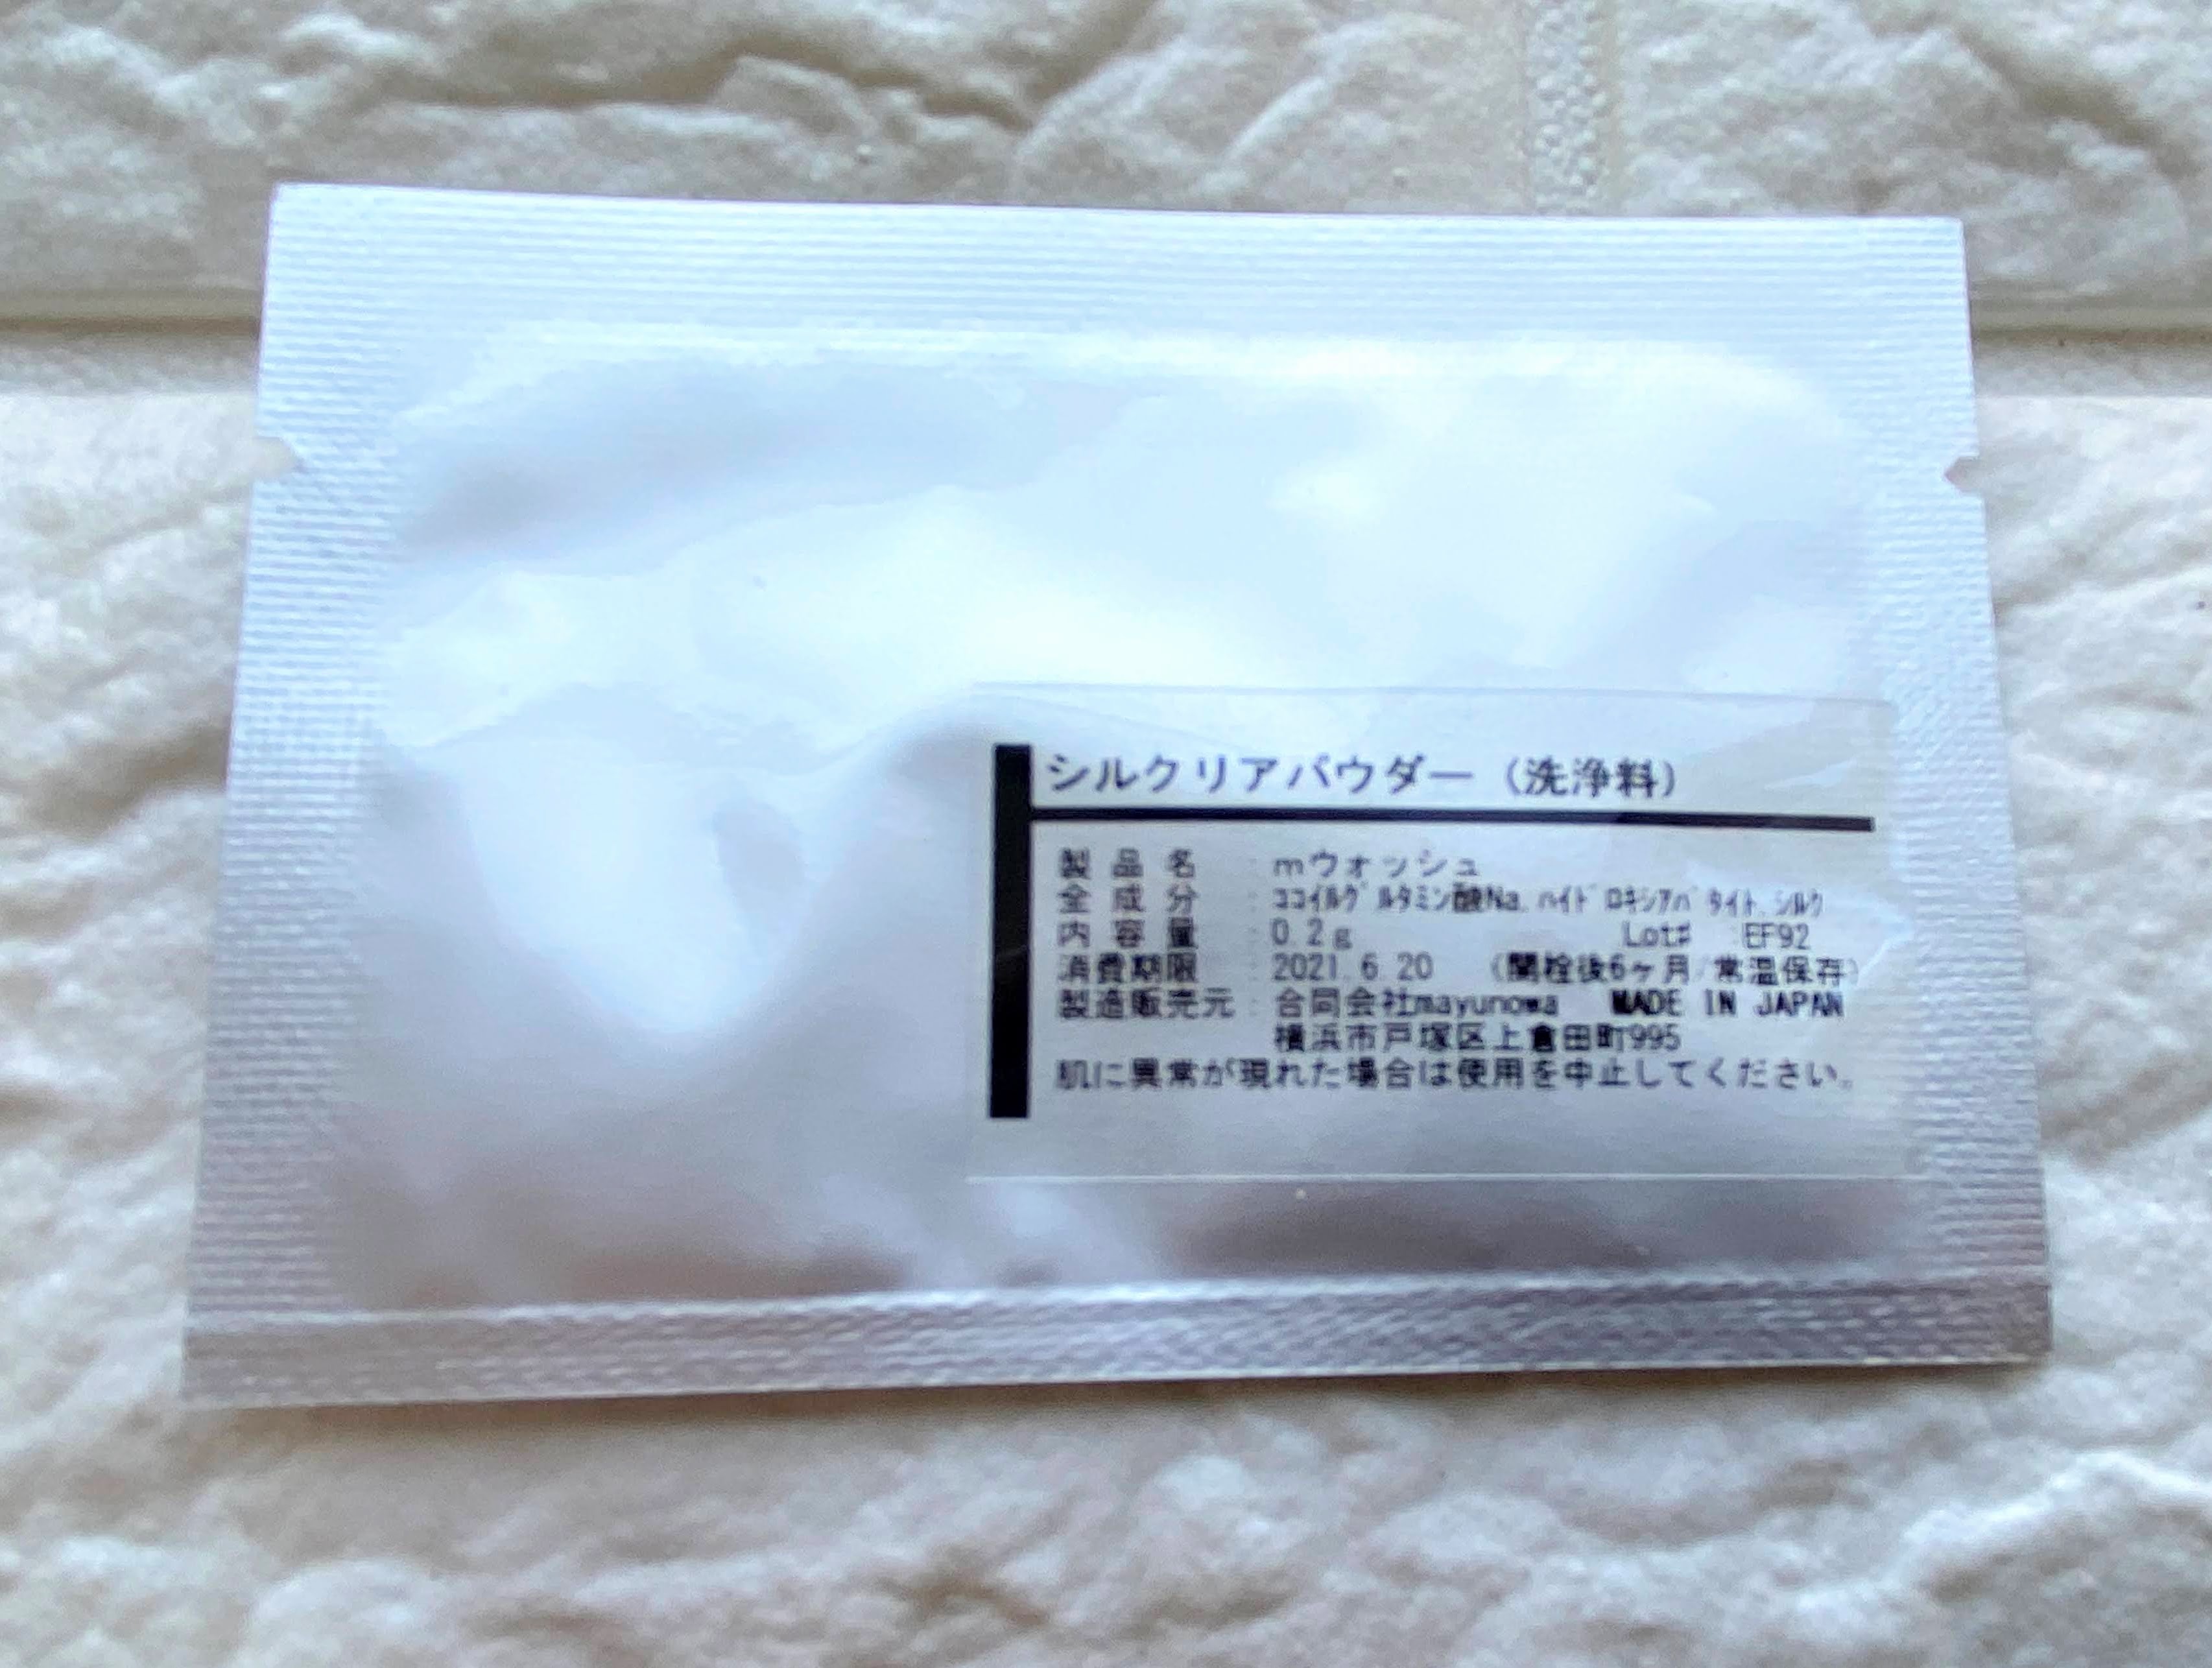 シルクリアパウダー（洗浄料）
製品名 : mウォッシュ
全成分 : ｺｺｲﾙｸﾞﾙﾀﾐﾝ酸Na. ﾊｲﾄﾞﾛｷｼｱﾊﾟﾀｲﾄ. ｼﾙｸ
内容量 : 0.2g Lot# :EF92
消費期限 : 2021.6.20 （開栓後6ヶ月/常温保存）
製造販売元 : 合同会社mayunowa MADE IN JAPAN
横浜市戸塚区上倉田町995
肌に異常が現れた場合は使用を中止してください。